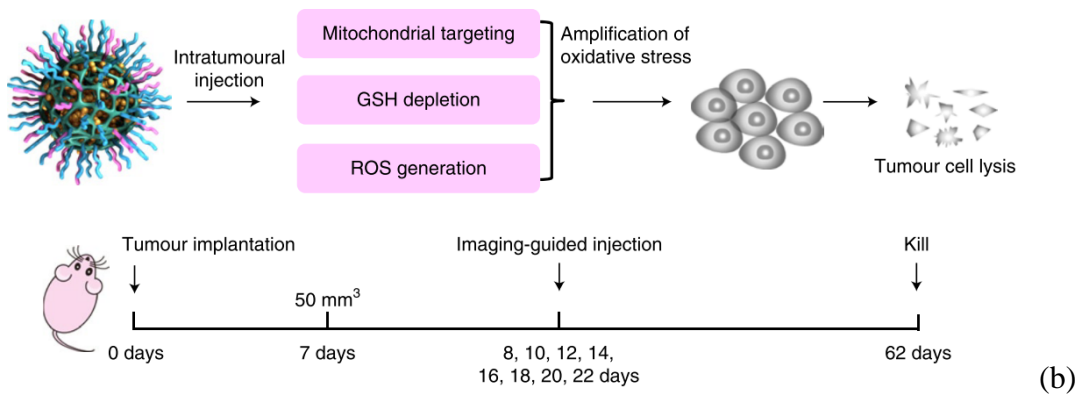 Intratumoural
injection
Mitochondrial targeting
GSH depletion
ROS generation
Amplification of
oxidative stress
Tumour cell lysis
Tumour implantation
Imaging-guided injection
Kill
50 mm³
0 days
7 days
8, 10, 12, 14,
16, 18, 20, 22 days
62 days
(b)